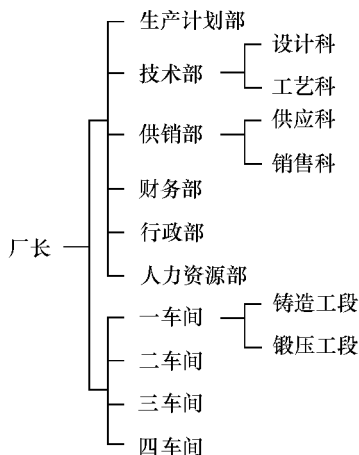 生产计划部
设计科
技术部
工艺科
供应科
供销部
销售科
财务部
行政部
厂长
人力资源部
铸造工段
一车间
锻压工段
二车间
三车间
四车间